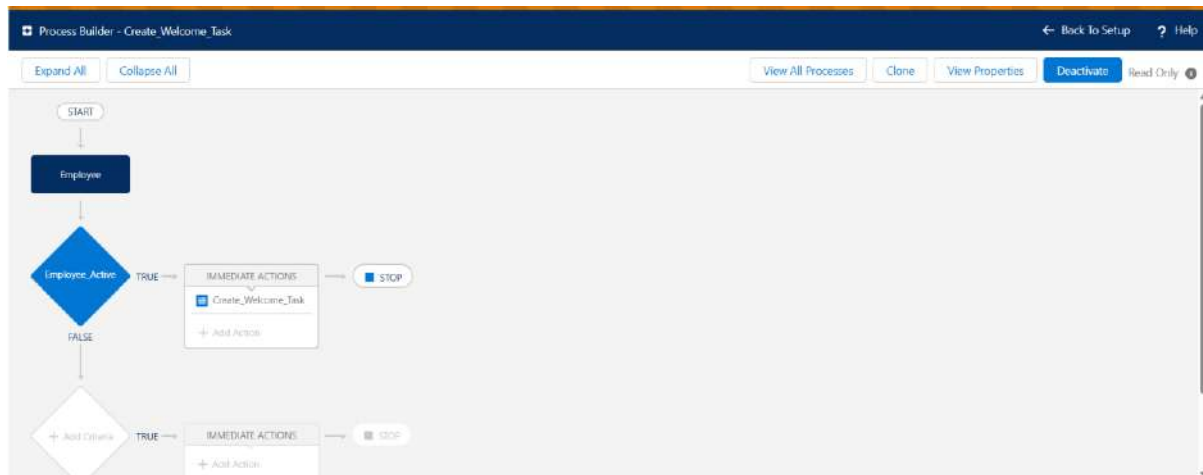 Process Builder - Create_Welcome_Task
← Back To Setup ? Help
Expand All Collapse All View All Processes Clone View Properties Deactivate Read Only
START
Employee
Employee_Active TRUE IMMEDIATE ACTIONS STOP
Create_Welcome_Task
+ Add Action
FALSE
+ Add Criteria TRUE IMMEDIATE ACTIONS STOP
+ Add Action